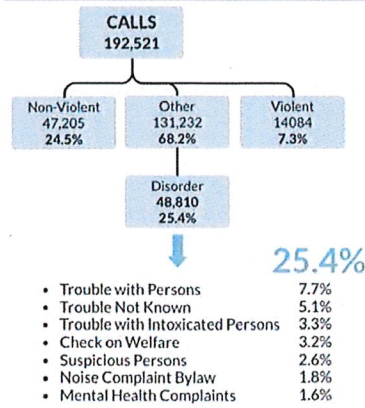 CALLS
192,521
Non-Violent
47,205
24.5%
Other
131,232
68.2%
Violent
14084
7.3%
Disorder
48,810
25.4%
25.4%
• Trouble with Persons 7.7%
• Trouble Not Known 5.1%
• Trouble with Intoxicated Persons 3.3%
• Check on Welfare 3.2%
• Suspicious Persons 2.6%
• Noise Complaint Bylaw 1.8%
• Mental Health Complaints 1.6%